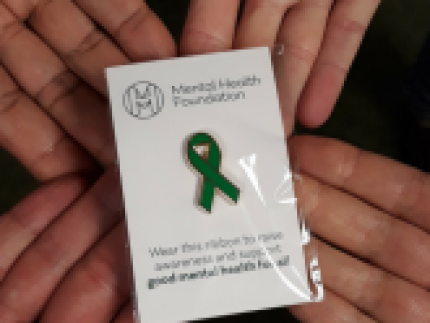 Mental Health
Foundation
Wear this ribbon to raise
awareness and support
good mental health for all